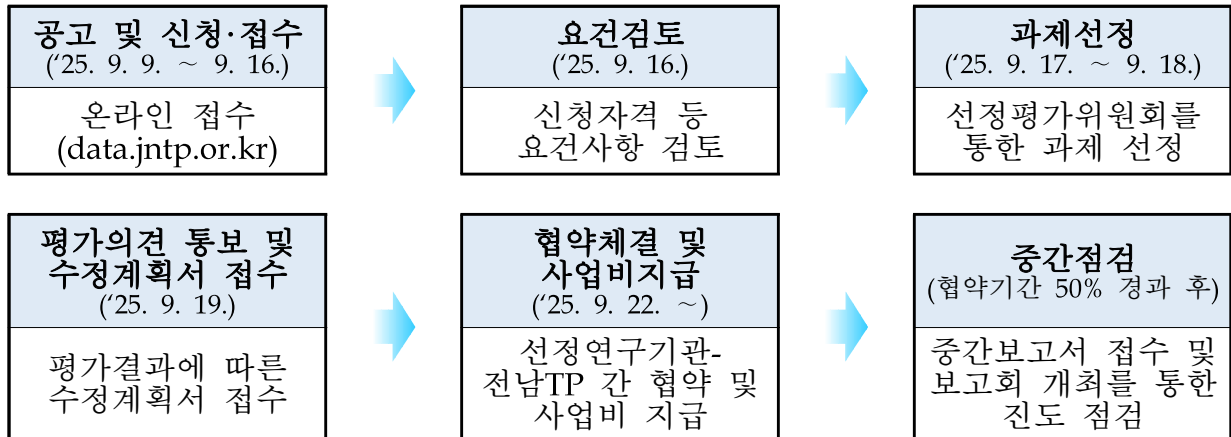 공고 및 신청·접수
(‘25. 9. 9. ~ 9. 16.)
온라인 접수
(data.jntp.or.kr)
요건검토
(‘25. 9. 16.)
신청자격 등
요건사항 검토
과제선정
(‘25. 9. 17. ~ 9. 18.)
선정평가위원회를
통한 과제 선정
평가의견 통보 및
수정계획서 접수
(‘25. 9. 19.)
평가결과에 따른
수정계획서 접수
협약체결 및
사업비지급
(‘25. 9. 22. ~)
선정연구기관-
전남TP 간 협약 및
사업비 지급
중간점검
(협약기간 50% 경과 후)
중간보고서 접수 및
보고회 개최를 통한
진도 점검